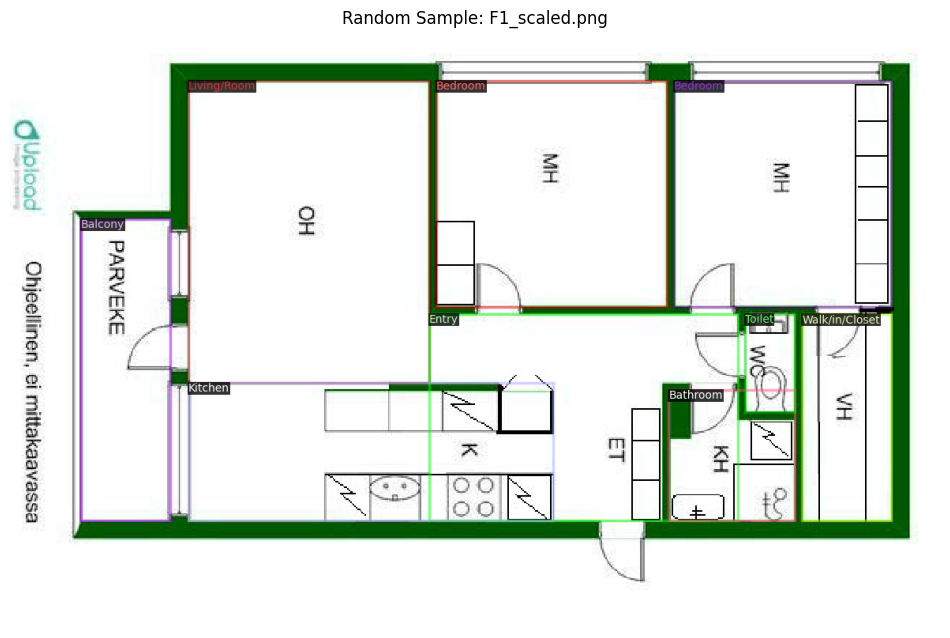 Random Sample: F1_scaled.png
Living/Room
Bedroom
Bedroom
Upload
OH
MH
MH
Balcony
PARVEKE
Ohjeellinen, ei mittakaavassa
Entry
Toilet
Walk/in/Closet
WC
Kitchen
Bathroom
K
ET
KH
VH